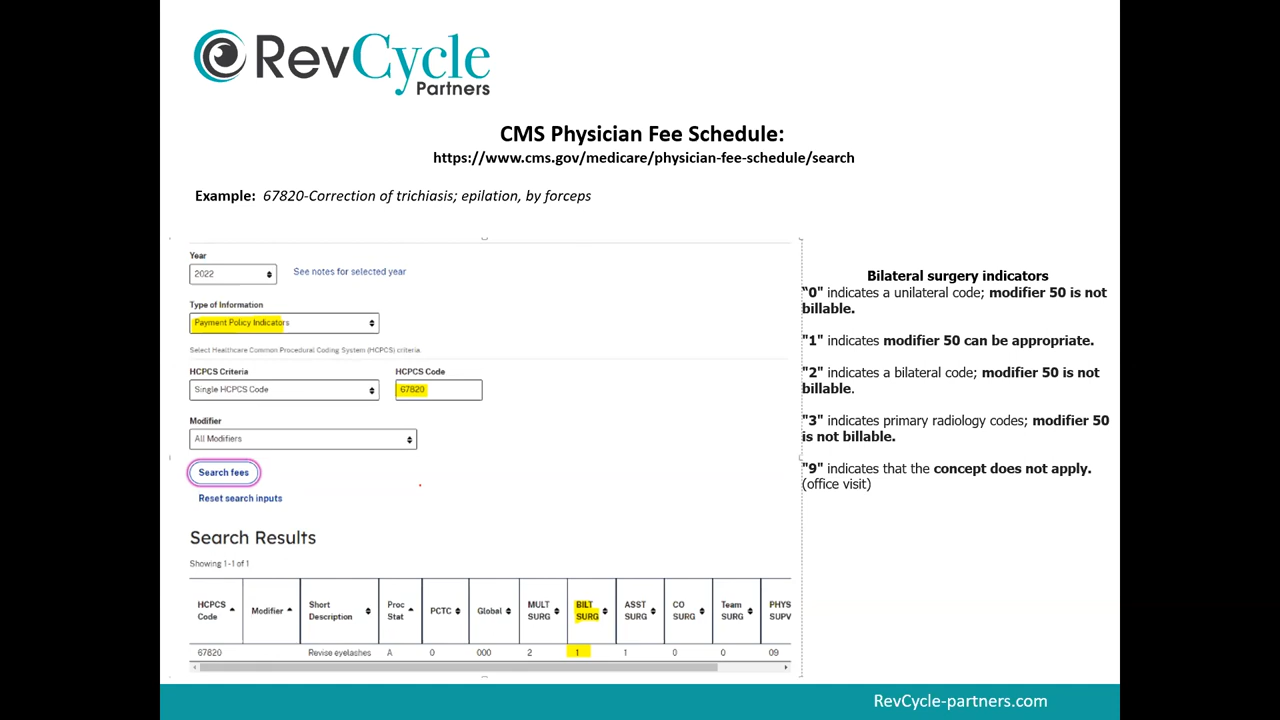 RevCycle
Partners
CMS Physician Fee Schedule:
https://www.cms.gov/medicare/physician-fee-schedule/search
Example: 67820-Correction of trichiasis; epilation, by forceps
Year
2022
See notes for selected year
Type of Information
Payment Policy Indicators
Select Healthcare Common Procedural Coding System (HCPCS) criteria.
HCPCS Criteria HCPCS Code
Single HCPCS Code 67820
Modifier
All Modifiers
Search fees
Reset search inputs
Search Results
Showing 1-1 of 1
HCPCS Code Modifier Short Description Proc Stat PCTC Global MULT SURG BILT SURG ASST SURG CO SURG Team SURG PHYS SUPV
67820 Revise eyelashes A 0 000 2 1 1 0 0 09
Bilateral surgery indicators
“0" indicates a unilateral code; modifier 50 is not
billable.
"1" indicates modifier 50 can be appropriate.
"2" indicates a bilateral code; modifier 50 is not
billable.
"3" indicates primary radiology codes; modifier 50
is not billable.
"9" indicates that the concept does not apply.
(office visit)
RevCycle-partners.com